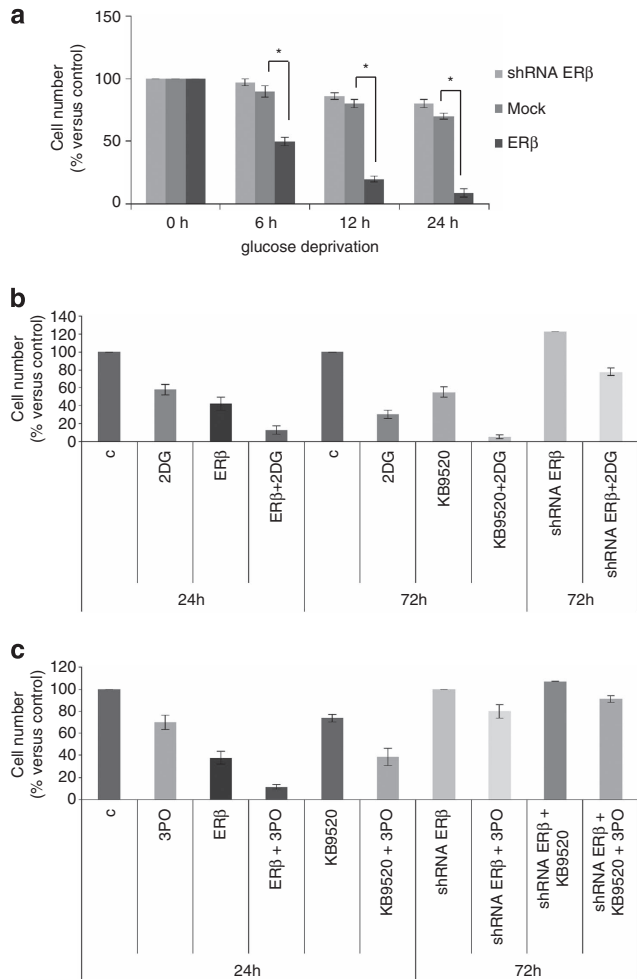 a
150
100
50
0
Cell number
(% versus control)
*
*
*
shRNA ERβ
Mock
ERβ
0 h 6 h 12 h 24 h
glucose deprivation
b
140
120
100
80
60
40
20
0
Cell number
(% versus control)
c
2DG
ERβ
ERβ+2DG
c
2DG
KB9520
KB9520+2DG
shRNA ERβ
shRNA ERβ+2DG
24h 72h 72h
c
120
100
80
60
40
20
0
Cell number
(% versus control)
c
3PO
ERβ
ERβ + 3PO
KB9520
KB9520 + 3PO
shRNA ERβ
shRNA ERβ + 3PO
shRNA ERβ +
KB9520
shRNA ERβ +
KB9520 + 3PO
24h 72h